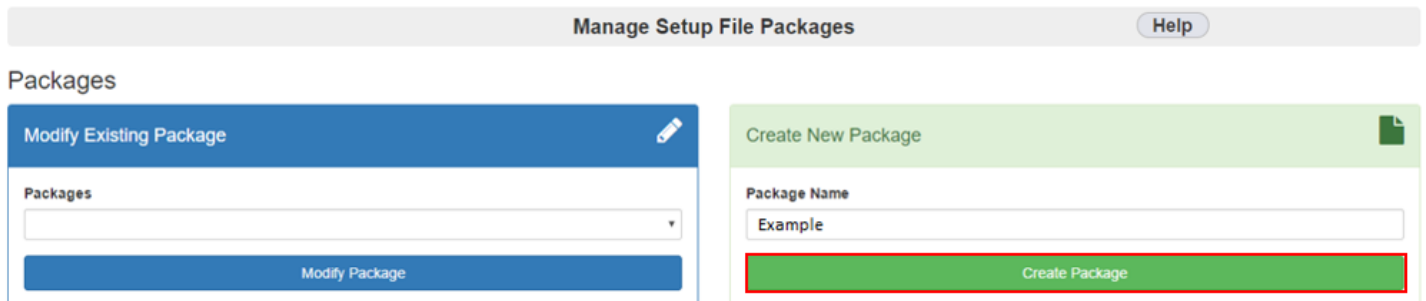 Manage Setup File Packages
Help
Packages
Modify Existing Package
Packages
Modify Package
Create New Package
Package Name
Example
Create Package